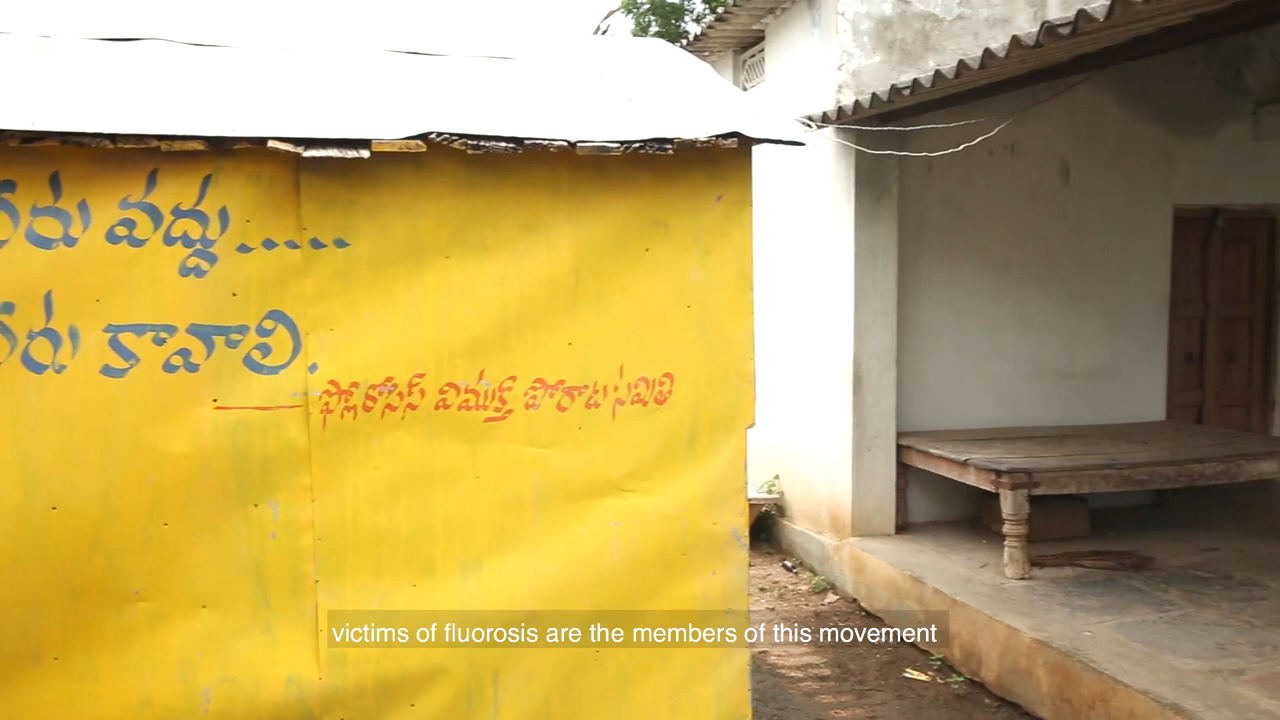 రు వద్దు.....
రు కావాలి.
— ఫ్లోరోసిస్ విముక్తి పోరాట సమితి
victims of fluorosis are the members of this movement